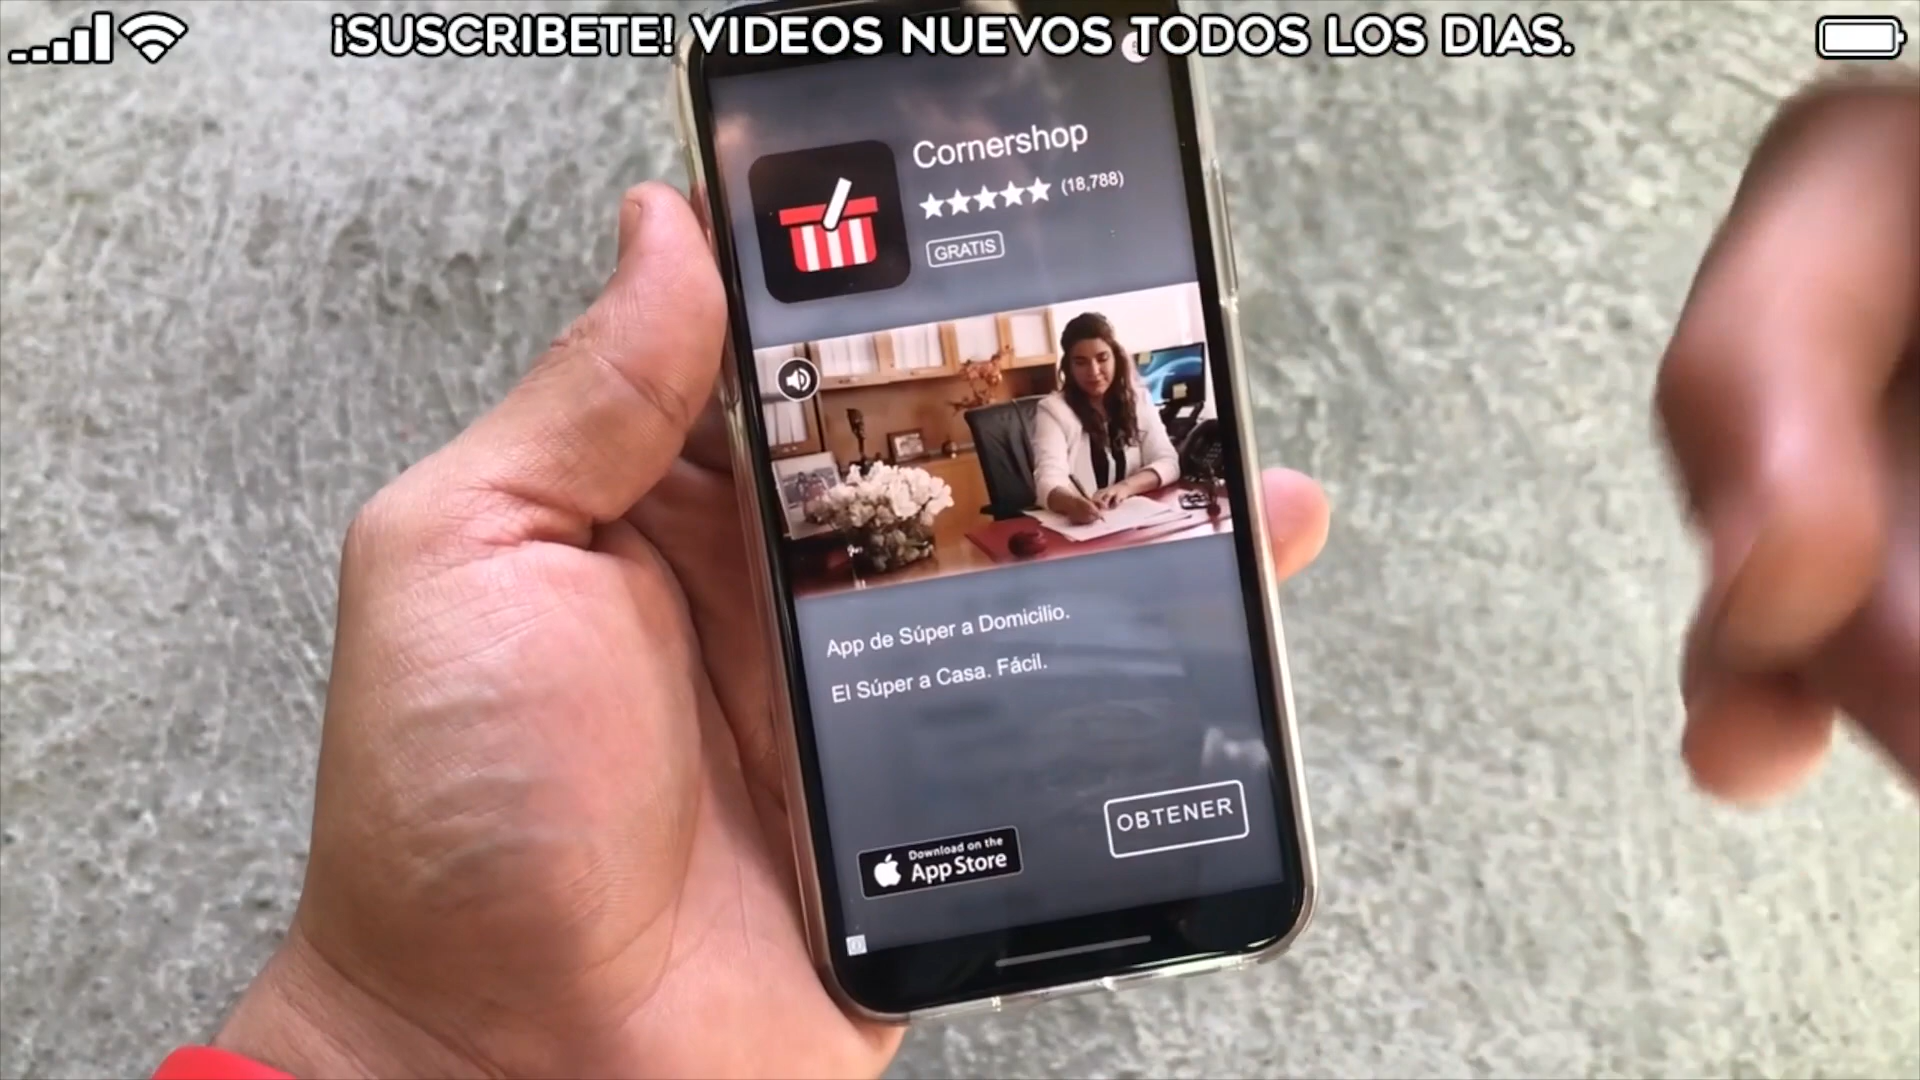 ¡SUSCRIBETE! VIDEOS NUEVOS TODOS LOS DIAS.
Cornershop
(18,788)
GRATIS
App de Súper a Domicilio.
El Súper a Casa. Fácil.
OBTENER
Download on the
App Store